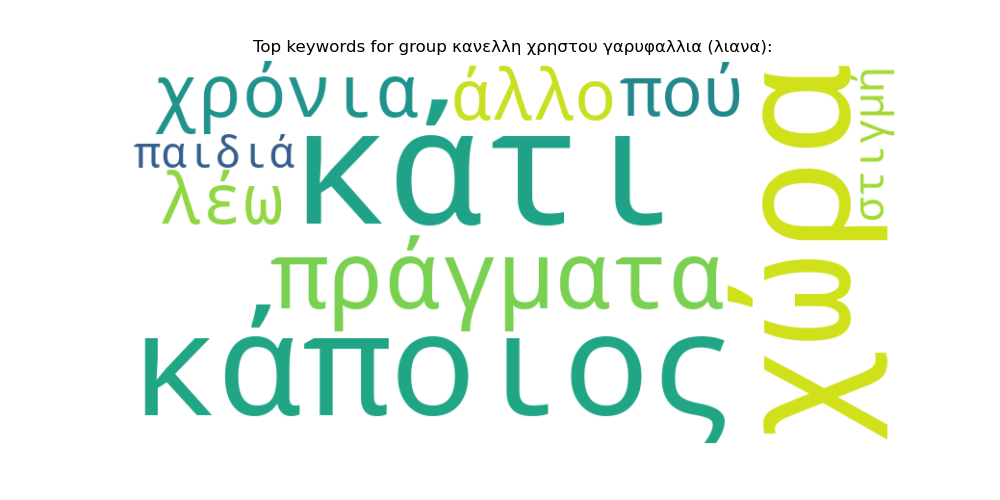 Top keywords for group κανελλη χρηστου γαρυφαλλια (λιανα):
χρόνια άλλο πού
παιδιά
λέω κάτι
πράγματα
κάποιος
χώρα
στιγμή